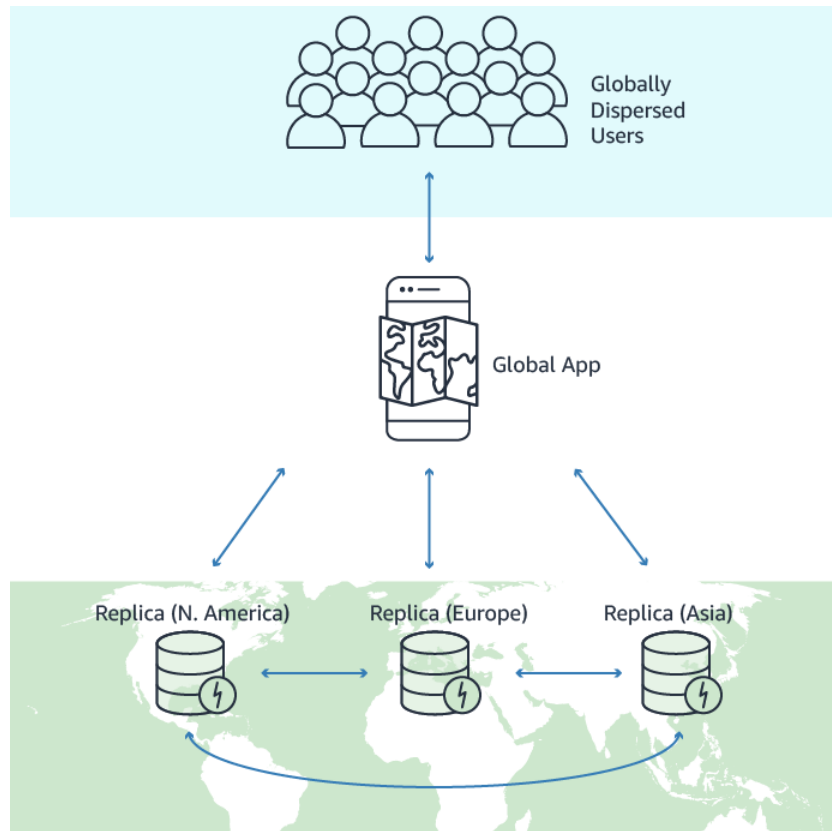 Globally
Dispersed
Users
Global App
Replica (N. America)
Replica (Europe)
Replica (Asia)